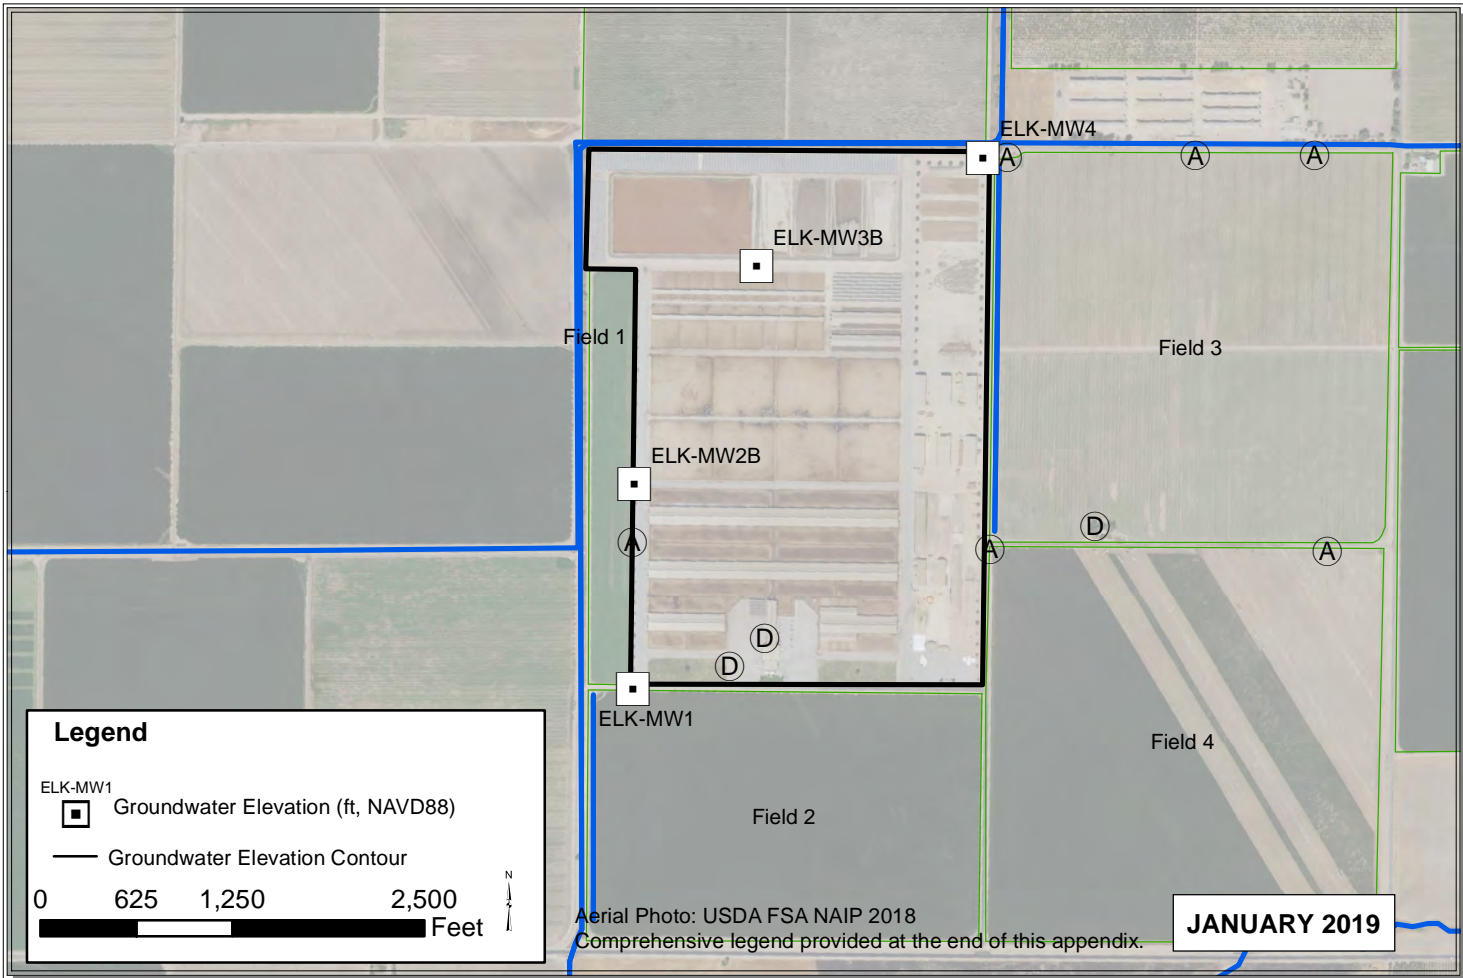 ELK-MW4
A
A
A
ELK-MW3B
Field 1
Field 3
ELK-MW2B
D
A
A
A
D
D
ELK-MW1
Field 4
Field 2
Legend
ELK-MW1
Groundwater Elevation (ft, NAVD88)
Groundwater Elevation Contour
0 625 1,250 2,500
Feet
N
Aerial Photo: USDA FSA NAIP 2018
Comprehensive legend provided at the end of this appendix.
JANUARY 2019